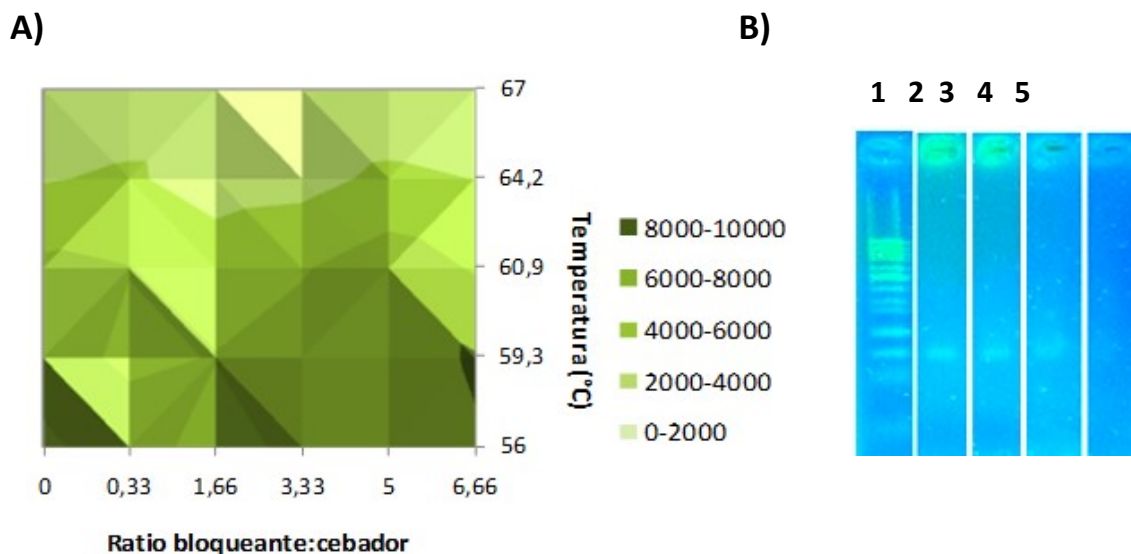 A)
67
64,2
60,9
59,3
56
0 0,33 1,66 3,33 5 6,66
Ratio bloqueante:cebador
Temperatura(°C)
8000-10000
6000-8000
4000-6000
2000-4000
0-2000
B)
1 2 3 4 5